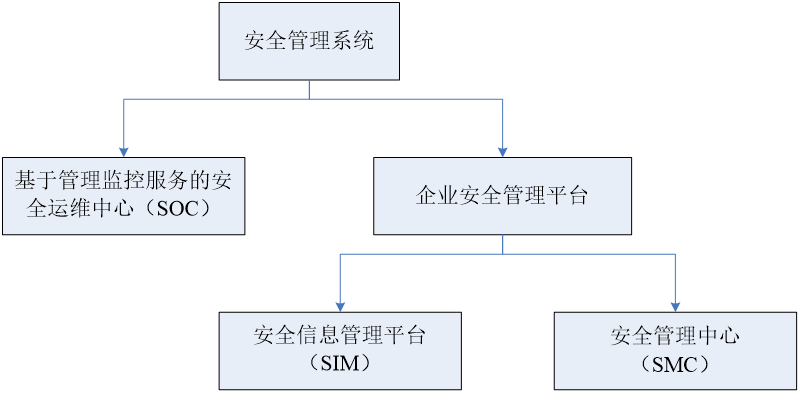 安全管理系统
基于管理监控服务的安
全运维中心（SOC）
企业安全管理平台
安全信息管理平台
（SIM）
安全管理中心
（SMC）